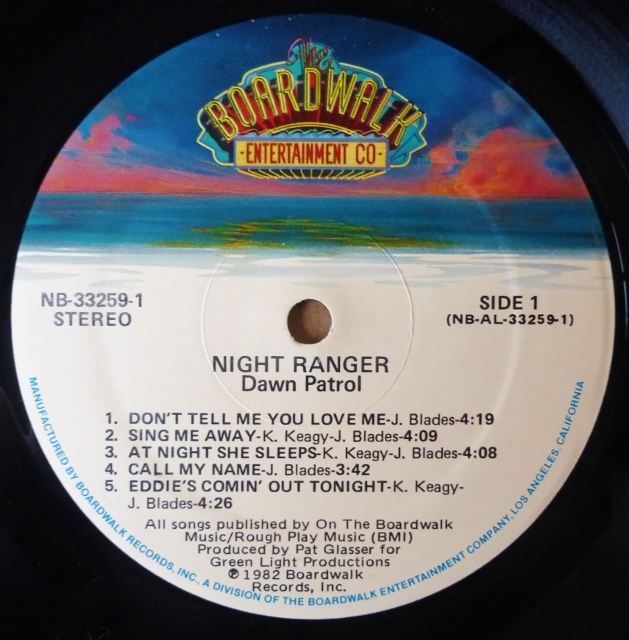 The
BOARDWALK
·ENTERTAINMENT CO·
NB-33259-1
STEREO
SIDE 1
(NB-AL-33259-1)
NIGHT RANGER
Dawn Patrol
1. DON'T TELL ME YOU LOVE ME-J. Blades-4:19
2. SING ME AWAY-K. Keagy-J. Blades-4:09
3. AT NIGHT SHE SLEEPS-K. Keagy-J. Blades-4:08
4. CALL MY NAME-J. Blades-3:42
5. EDDIE'S COMIN' OUT TONIGHT-K. Keagy-
J. Blades-4:26
All songs published by On The Boardwalk
Music/Rough Play Music (BMI)
Produced by Pat Glasser for
Green Light Productions
℗ 1982 Boardwalk
Records, Inc.
MANUFACTURED BY BOARDWALK RECORDS, INC., A DIVISION OF THE BOARDWALK ENTERTAINMENT COMPANY, LOS ANGELES, CALIFORNIA